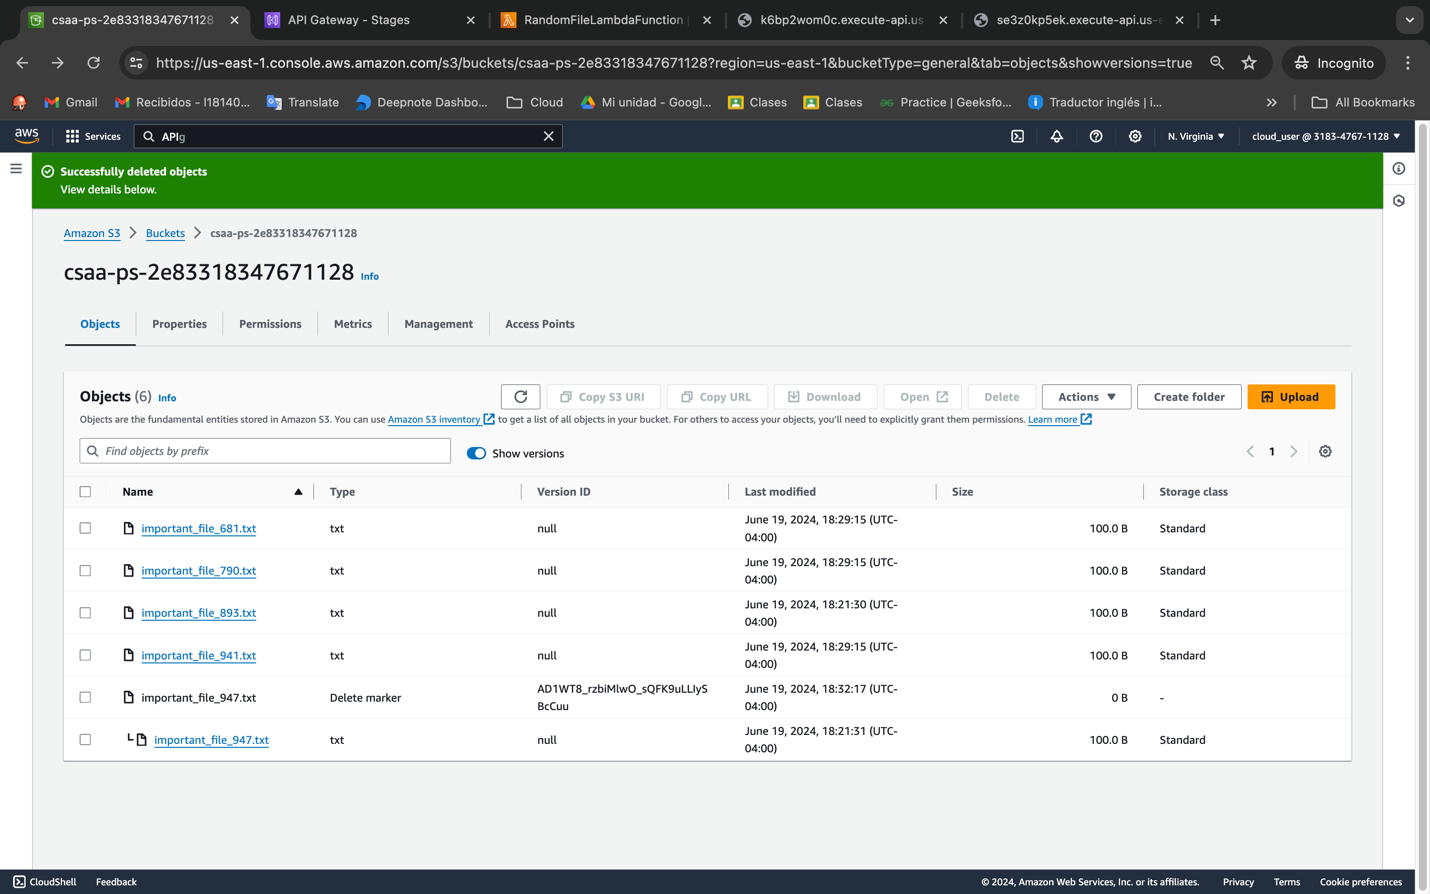 csaa-ps-2e83318347671128
API Gateway - Stages
RandomFileLambdaFunction
k6bp2wom0c.execute-api.us-
se3z0kp5ek.execute-api.us-e
https://us-east-1.console.aws.amazon.com/s3/buckets/csaa-ps-2e83318347671128?region=us-east-1&bucketType=general&tab=objects&showversions=true
Incognito
Gmail
Recibidos - l18140...
Translate
Deepnote Dashbo...
Cloud
Mi unidad - Googl...
Clases
Clases
Practice | Geeksfo...
Traductor inglés | i...
All Bookmarks
aws
Services
APIg
N. Virginia
cloud_user @ 3183-4767-1128
Successfully deleted objects
View details below.
Amazon S3 > Buckets > csaa-ps-2e83318347671128
csaa-ps-2e83318347671128 Info
Objects Properties Permissions Metrics Management Access Points
Objects (6) Info
Copy S3 URI
Copy URL
Download
Open
Delete
Actions
Create folder
Upload
Objects are the fundamental entities stored in Amazon S3. You can use Amazon S3 inventory to get a list of all objects in your bucket. For others to access your objects, you'll need to explicitly grant them permissions. Learn more
Find objects by prefix
Show versions
1
Name Type Version ID Last modified Size Storage class
important_file_681.txt txt null June 19, 2024, 18:29:15 (UTC-04:00) 100.0 B Standard
important_file_790.txt txt null June 19, 2024, 18:29:15 (UTC-04:00) 100.0 B Standard
important_file_893.txt txt null June 19, 2024, 18:21:30 (UTC-04:00) 100.0 B Standard
important_file_941.txt txt null June 19, 2024, 18:29:15 (UTC-04:00) 100.0 B Standard
important_file_947.txt Delete marker AD1WT8_rzbiMlwO_sQFK9uLLIySBcCuu June 19, 2024, 18:32:17 (UTC-04:00) 0 B -
important_file_947.txt txt null June 19, 2024, 18:21:31 (UTC-04:00) 100.0 B Standard
CloudShell Feedback
© 2024, Amazon Web Services, Inc. or its affiliates. Privacy Terms Cookie preferences